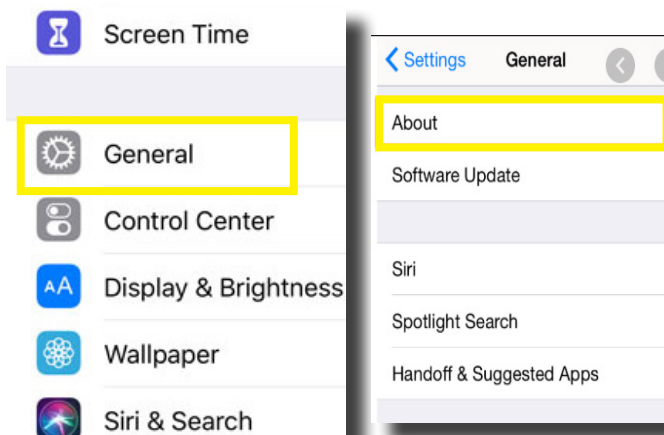 Screen Time
General
Control Center
AA Display & Brightness
Wallpaper
Siri & Search
Settings General
About
Software Update
Siri
Spotlight Search
Handoff & Suggested Apps